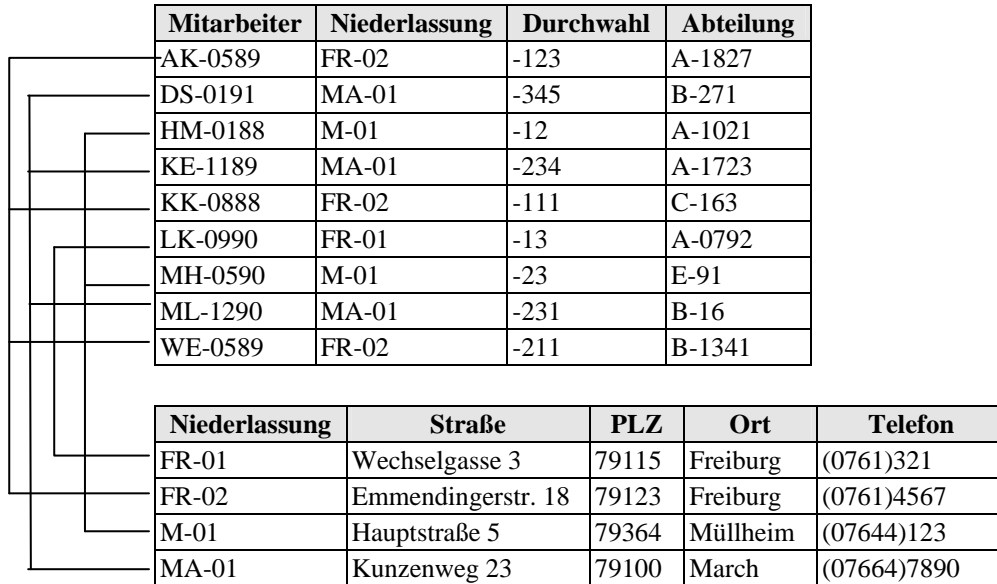 Mitarbeiter Niederlassung Durchwahl Abteilung
AK-0589 FR-02 -123 A-1827
DS-0191 MA-01 -345 B-271
HM-0188 M-01 -12 A-1021
KE-1189 MA-01 -234 A-1723
KK-0888 FR-02 -111 C-163
LK-0990 FR-01 -13 A-0792
MH-0590 M-01 -23 E-91
ML-1290 MA-01 -231 B-16
WE-0589 FR-02 -211 B-1341
Niederlassung Straße PLZ Ort Telefon
FR-01 Wechselgasse 3 79115 Freiburg (0761)321
FR-02 Emmendingerstr. 18 79123 Freiburg (0761)4567
M-01 Hauptstraße 5 79364 Müllheim (07644)123
MA-01 Kunzenweg 23 79100 March (07664)7890